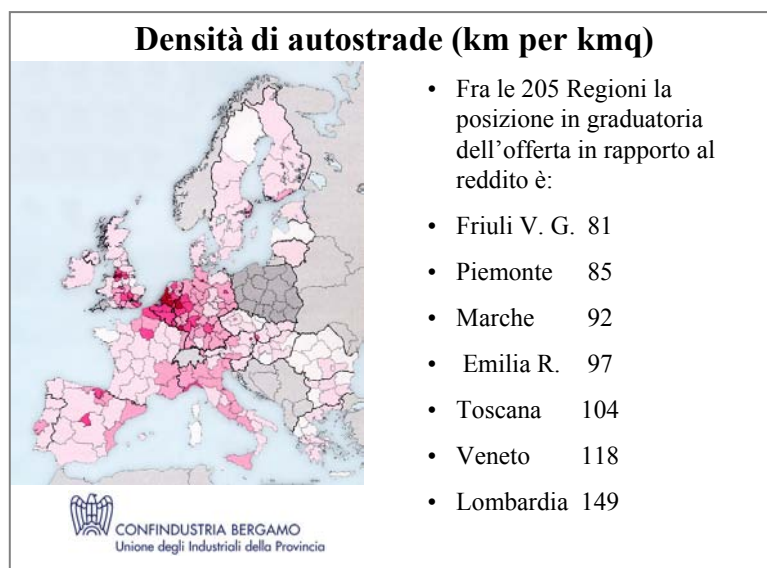 Densità di autostrade (km per kmq)
• Fra le 205 Regioni la
posizione in graduatoria
dell'offerta in rapporto al
reddito è:
• Friuli V. G. 81
• Piemonte 85
• Marche 92
• Emilia R. 97
• Toscana 104
• Veneto 118
• Lombardia 149
CONFINDUSTRIA BERGAMO
Unione degli Industriali della Provincia